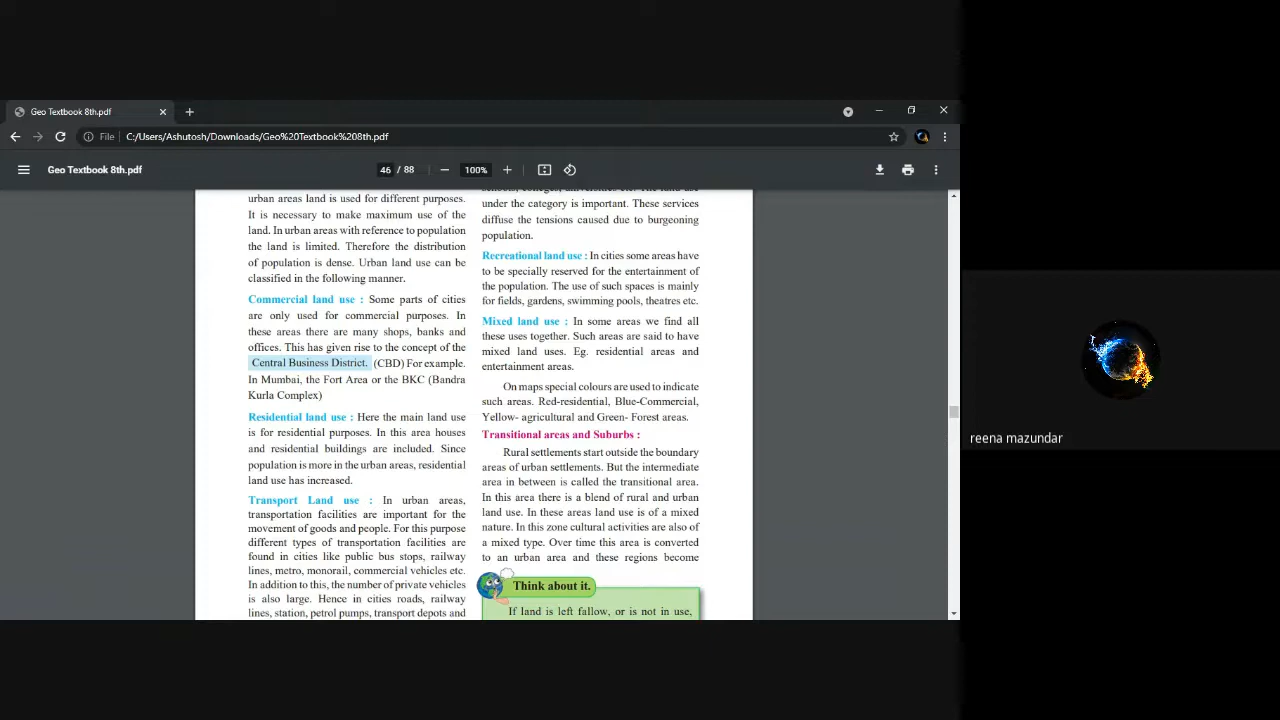 Geo Textbook 8th.pdf
File
C:/Users/Ashutosh/Downloads/Geo%20Textbook%208th.pdf
Geo Textbook 8th.pdf
46 / 88
100%
urban areas land is used for different purposes.
It is necessary to make maximum use of the
land. In urban areas with reference to population
the land is limited. Therefore the distribution
of population is dense. Urban land use can be
classified in the following manner.
Commercial land use : Some parts of cities
are only used for commercial purposes. In
these areas there are many shops, banks and
offices. This has given rise to the concept of the
Central Business District. (CBD) For example.
In Mumbai, the Fort Area or the BKC (Bandra
Kurla Complex)
Residential land use : Here the main land use
is for residential purposes. In this area houses
and residential buildings are included. Since
population is more in the urban areas, residential
land use has increased.
Transport Land use : In urban areas,
transportation facilities are important for the
movement of goods and people. For this purpose
different types of transportation facilities are
found in cities like public bus stops, railway
lines, metro, monorail, commercial vehicles etc.
In addition to this, the number of private vehicles
is also large. Hence in cities roads, railway
lines, station, petrol pumps, transport depots and
under the category is important. These services
diffuse the tensions caused due to burgeoning
population.
Recreational land use : In cities some areas have
to be specially reserved for the entertainment of
the population. The use of such spaces is mainly
for fields, gardens, swimming pools, theatres etc.
Mixed land use : In some areas we find all
these uses together. Such areas are said to have
mixed land uses. Eg. residential areas and
entertainment areas.
On maps special colours are used to indicate
such areas. Red-residential, Blue-Commercial,
Yellow- agricultural and Green- Forest areas.
Transitional areas and Suburbs :
Rural settlements start outside the boundary
areas of urban settlements. But the intermediate
area in between is called the transitional area.
In this area there is a blend of rural and urban
land use. In these areas land use is of a mixed
nature. In this zone cultural activities are also of
a mixed type. Over time this area is converted
to an urban area and these regions become
Think about it.
If land is left fallow, or is not in use,
reena mazundar